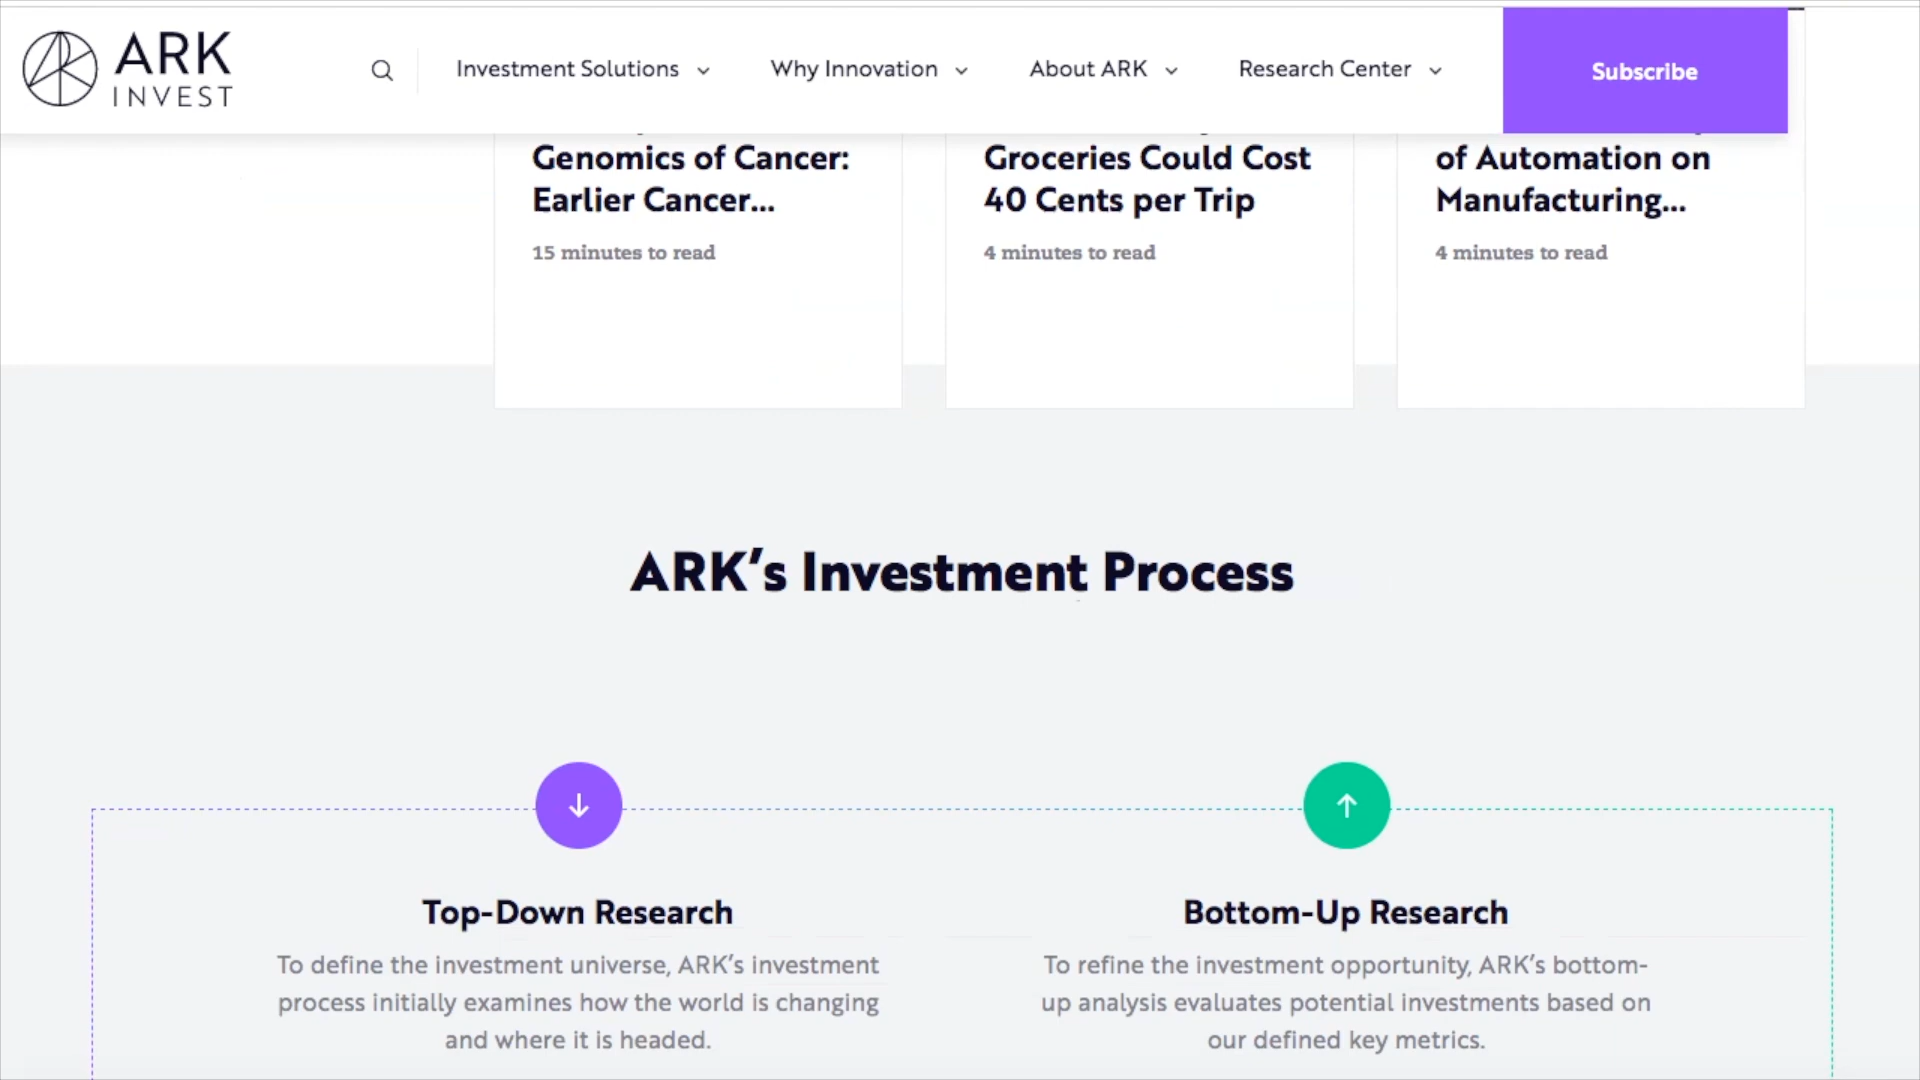 ARK
INVEST
Investment Solutions
Why Innovation
About ARK
Research Center
Subscribe
Genomics of Cancer:
Earlier Cancer...
15 minutes to read
Groceries Could Cost
40 Cents per Trip
4 minutes to read
of Automation on
Manufacturing...
4 minutes to read
ARK’s Investment Process
Top-Down Research
To define the investment universe, ARK’s investment
process initially examines how the world is changing
and where it is headed.
Bottom-Up Research
To refine the investment opportunity, ARK’s bottom-
up analysis evaluates potential investments based on
our defined key metrics.